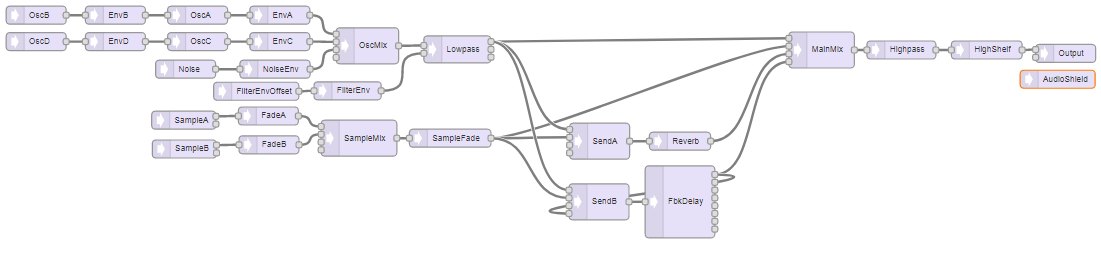 OscB
EnvB
OscA
EnvA
OscD
EnvD
OscC
EnvC
OscMix
Noise
NoiseEnv
Lowpass
FilterEnvOffset
FilterEnv
SampleA
FadeA
SampleB
FadeB
SampleMix
SampleFade
SendA
Reverb
SendB
FbkDelay
MainMix
Highpass
HighShelf
Output
AudioShield